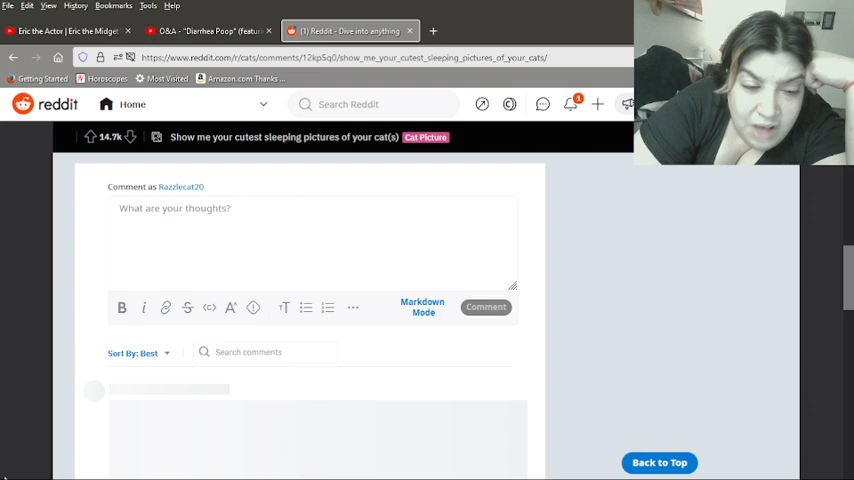 File Edit View History Bookmarks Tools Help
Eric the Actor | Eric the Midget O&A - "Diarrhea Poop" (featur (1) Reddit - Dive into anything
https://www.reddit.com/r/cats/comments/12kp5q0/show_me_your_cutest_sleeping_pictures_of_your_cats/
Getting Started Horoscopes Most Visited Amazon.com Thanks ...
reddit Home Search Reddit 1
14.7k Show me your cutest sleeping pictures of your cat(s) Cat Picture
Comment as Razzlecat20
What are your thoughts?
Markdown
Mode
Comment
Sort By: Best Search comments
Back to Top